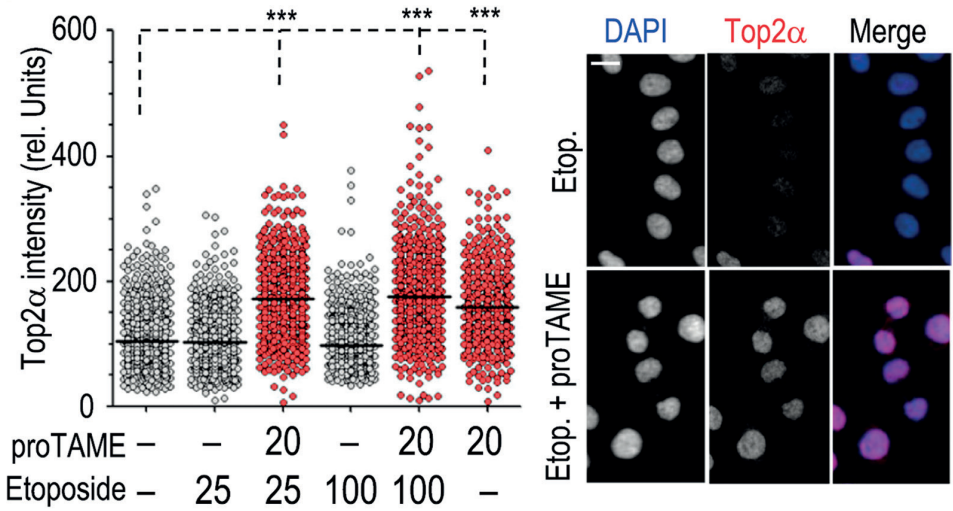 600
400
200
0
Top2α intensity (rel. Units)
*** *** ***
proTAME – – 20 – 20 20
Etoposide – 25 25 100 100 –
DAPI Top2α Merge
Etop.
Etop. + proTAME